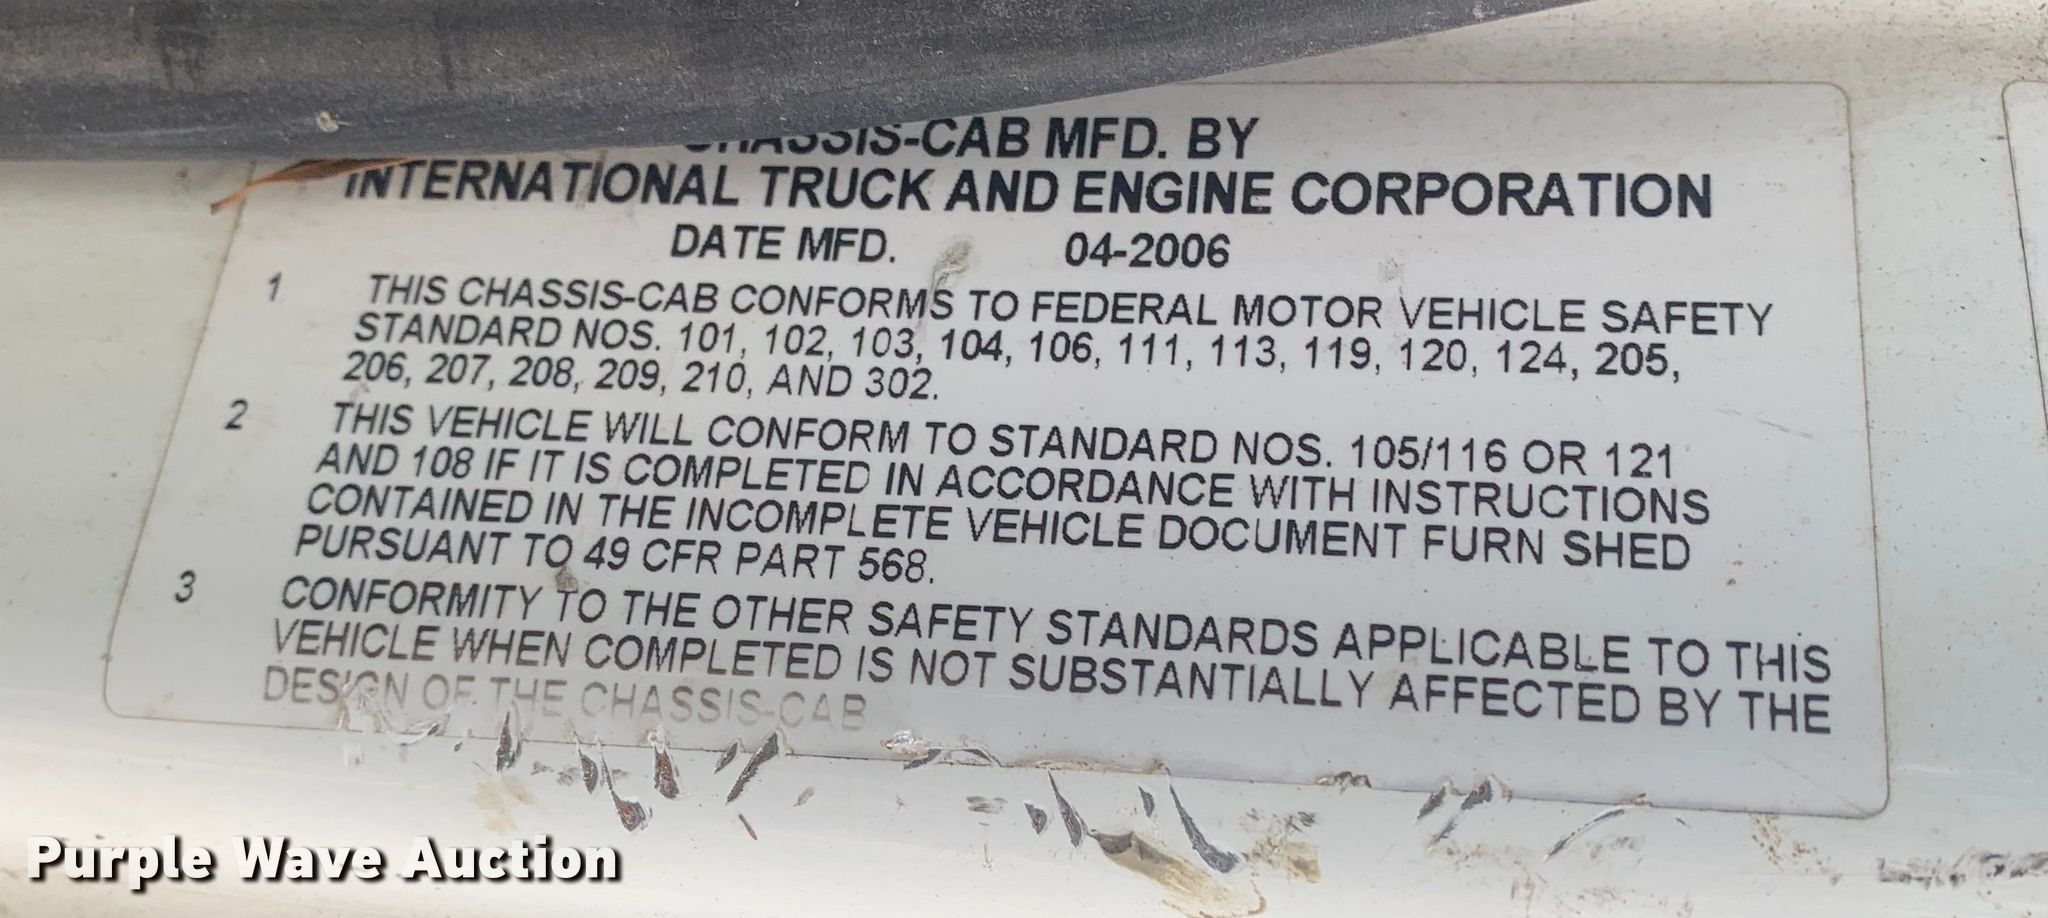 CHASSIS-CAB MFD. BY
INTERNATIONAL TRUCK AND ENGINE CORPORATION
DATE MFD. 04-2006
1 THIS CHASSIS-CAB CONFORMS TO FEDERAL MOTOR VEHICLE SAFETY
STANDARD NOS. 101, 102, 103, 104, 106, 111, 113, 119, 120, 124, 205,
206, 207, 208, 209, 210, AND 302.
2 THIS VEHICLE WILL CONFORM TO STANDARD NOS. 105/116 OR 121
AND 108 IF IT IS COMPLETED IN ACCORDANCE WITH INSTRUCTIONS
CONTAINED IN THE INCOMPLETE VEHICLE DOCUMENT FURN SHED
PURSUANT TO 49 CFR PART 568.
3 CONFORMITY TO THE OTHER SAFETY STANDARDS APPLICABLE TO THIS
VEHICLE WHEN COMPLETED IS NOT SUBSTANTIALLY AFFECTED BY THE
DESIGN OF THE CHASSIS-CAB
Purple Wave Auction